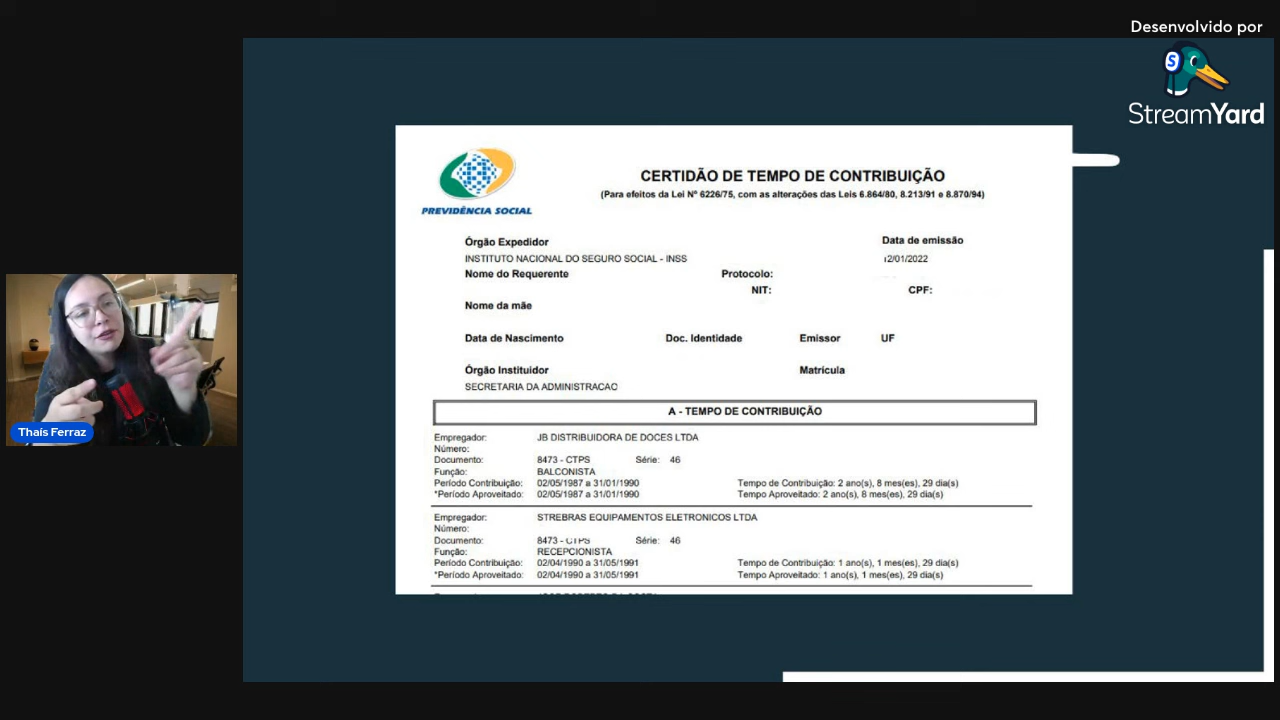 Desenvolvido por
StreamYard
PREVIDÊNCIA SOCIAL
CERTIDÃO DE TEMPO DE CONTRIBUIÇÃO
(Para efeitos da Lei Nº 6226/75, com as alterações das Leis 6.864/80, 8.213/91 e 8.870/94)
Órgão Expedidor Data de emissão
INSTITUTO NACIONAL DO SEGURO SOCIAL - INSS 12/01/2022
Nome do Requerente Protocolo:
NIT: CPF:
Nome da mãe
Data de Nascimento Doc. Identidade Emissor UF
Órgão Instituidor Matrícula
SECRETARIA DA ADMINISTRACAO
A - TEMPO DE CONTRIBUIÇÃO
Empregador: JB DISTRIBUIDORA DE DOCES LTDA
Número:
Documento: 8473 - CTPS Série: 46
Função: BALCONISTA
Período Contribuição: 02/05/1987 a 31/01/1990 Tempo de Contribuição: 2 ano(s), 8 mes(es), 29 dia(s)
*Período Aproveitado: 02/05/1987 a 31/01/1990 Tempo Aproveitado: 2 ano(s), 8 mes(es), 29 dia(s)
Empregador: STREBRAS EQUIPAMENTOS ELETRONICOS LTDA
Número:
Documento: 8473 - CTPS Série: 46
Função: RECEPCIONISTA
Período Contribuição: 02/04/1990 a 31/05/1991 Tempo de Contribuição: 1 ano(s), 1 mes(es), 29 dia(s)
*Período Aproveitado: 02/04/1990 a 31/05/1991 Tempo Aproveitado: 1 ano(s), 1 mes(es), 29 dia(s)
Thaís Ferraz